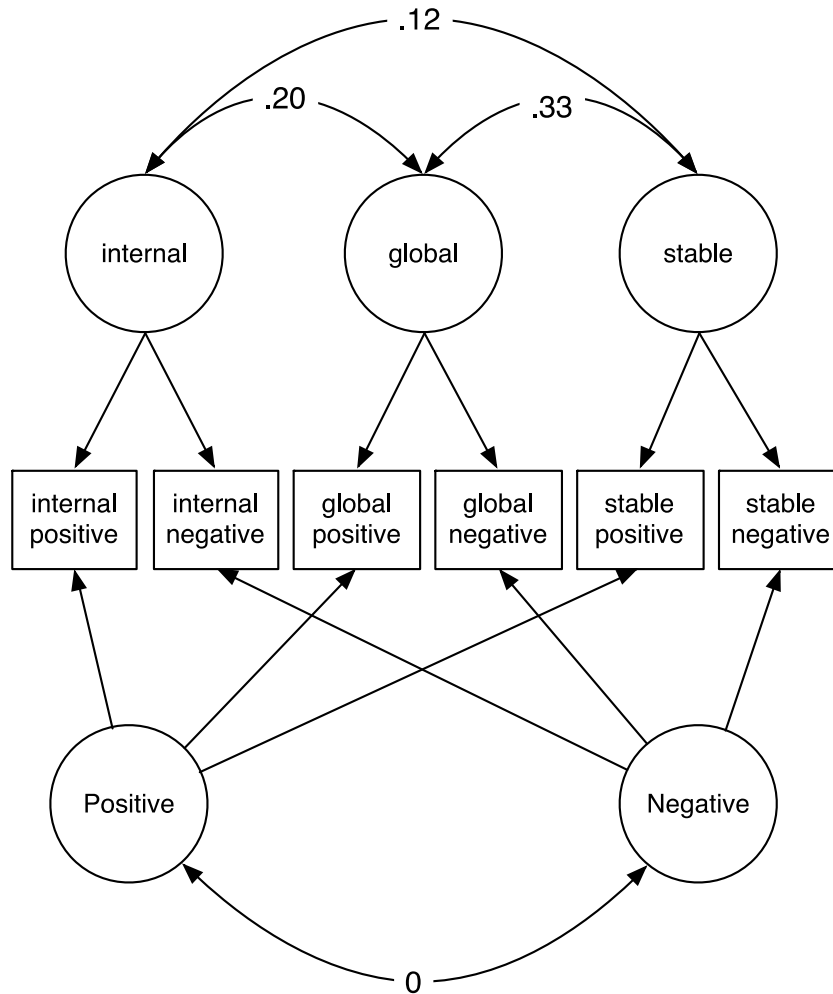 .12
.20
.33
internal
global
stable
internal
positive
internal
negative
global
positive
global
negative
stable
positive
stable
negative
Positive
Negative
0